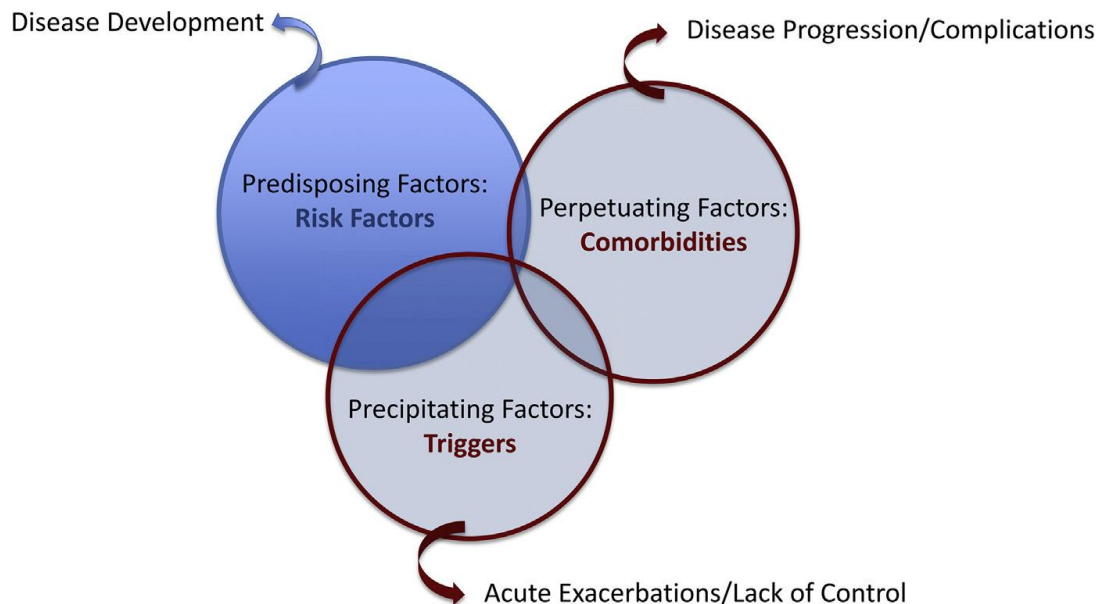 Disease Development
Disease Progression/Complications
Predisposing Factors:
Risk Factors
Perpetuating Factors:
Comorbidities
Precipitating Factors:
Triggers
Acute Exacerbations/Lack of Control